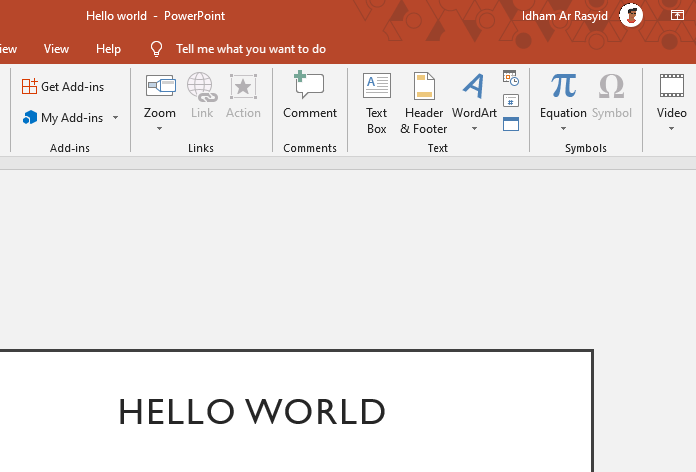 Hello world - PowerPoint
Idham Ar Rasyid
View
Help
Tell me what you want to do
Get Add-ins
My Add-ins
Add-ins
Zoom
Link
Action
Links
Comment
Comments
Text
Box
Header
& Footer
WordArt
Text
Equation
Symbol
Symbols
Video
HELLO WORLD